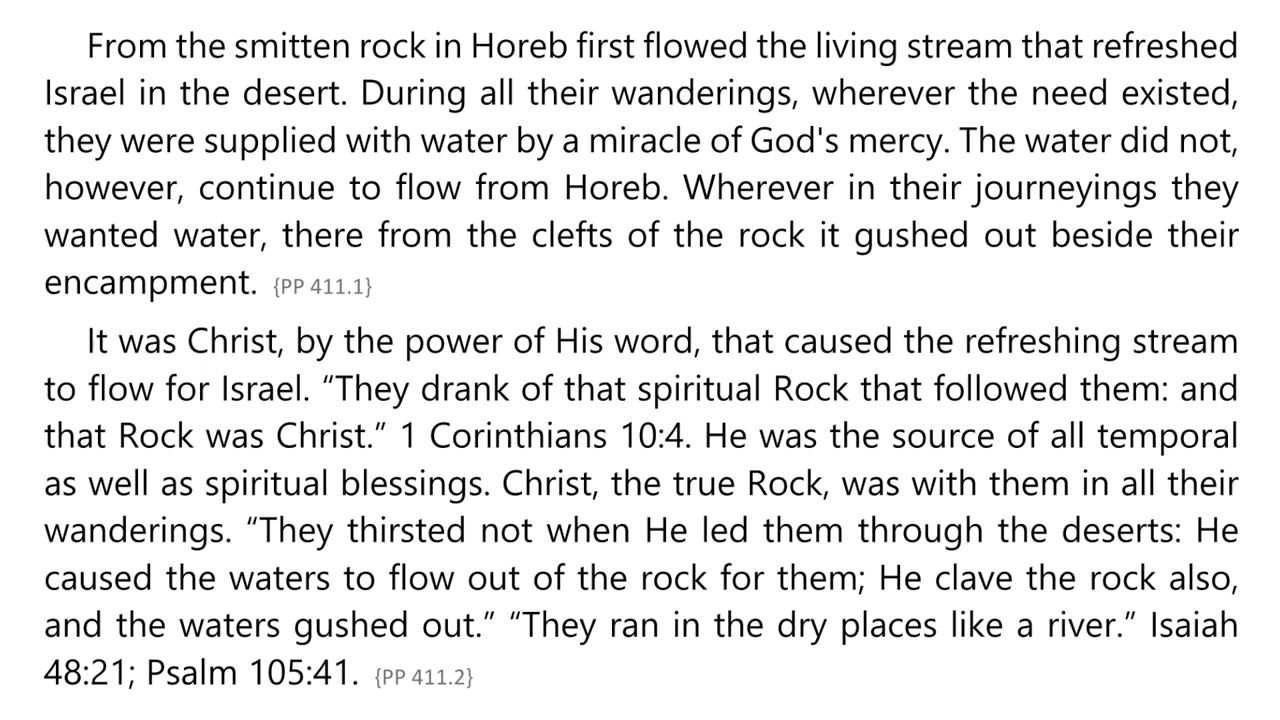 From the smitten rock in Horeb first flowed the living stream that refreshed
Israel in the desert. During all their wanderings, wherever the need existed,
they were supplied with water by a miracle of God's mercy. The water did not,
however, continue to flow from Horeb. Wherever in their journeyings they
wanted water, there from the clefts of the rock it gushed out beside their
encampment. {PP 411.1}
It was Christ, by the power of His word, that caused the refreshing stream
to flow for Israel. “They drank of that spiritual Rock that followed them: and
that Rock was Christ.” 1 Corinthians 10:4. He was the source of all temporal
as well as spiritual blessings. Christ, the true Rock, was with them in all their
wanderings. “They thirsted not when He led them through the deserts: He
caused the waters to flow out of the rock for them; He clave the rock also,
and the waters gushed out.” “They ran in the dry places like a river.” Isaiah
48:21; Psalm 105:41. {PP 411.2}